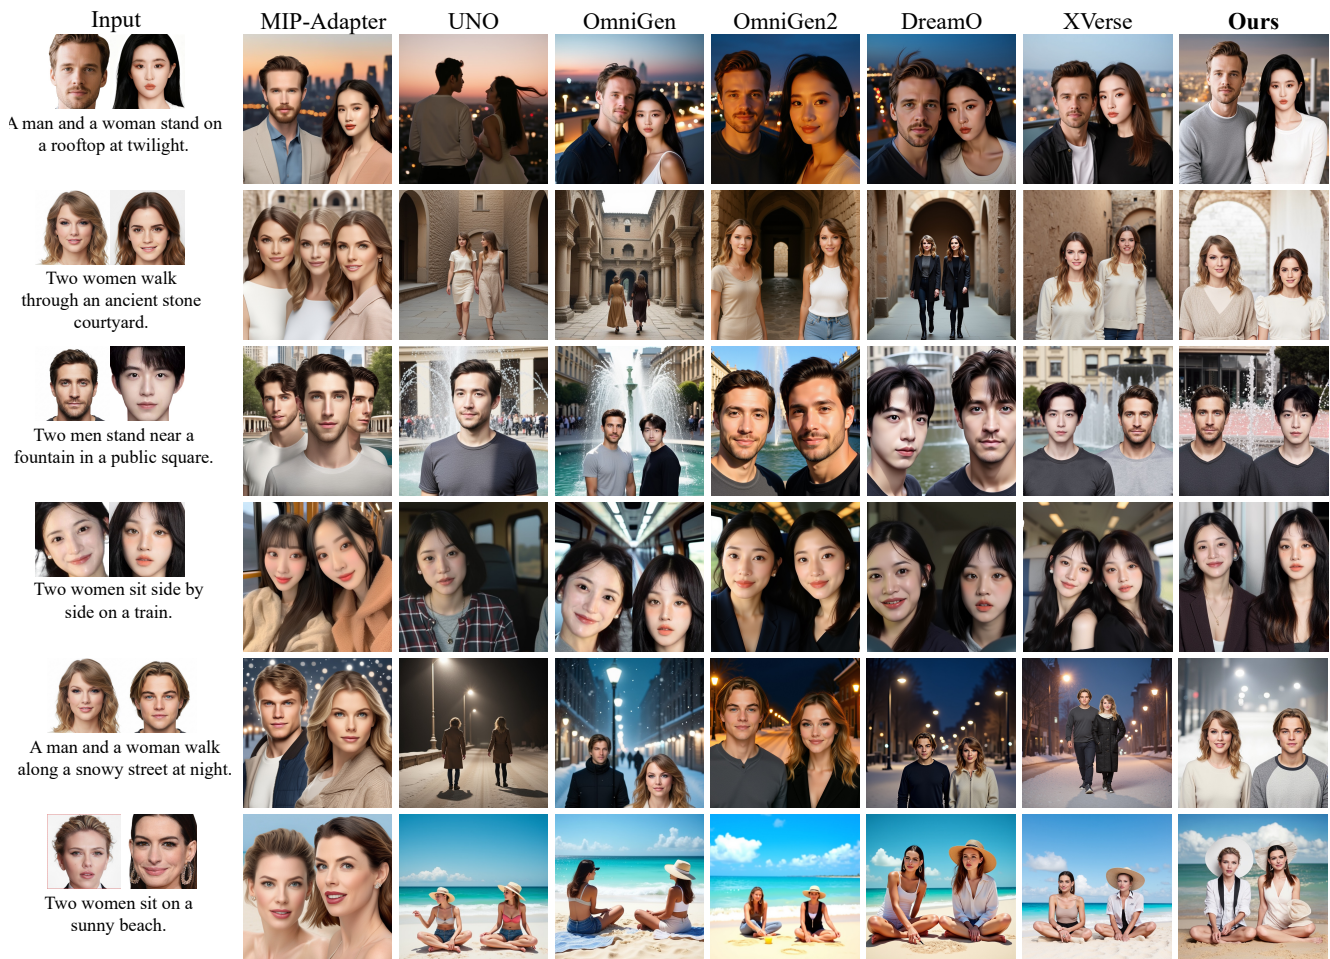 Input MIP-Adapter UNO OmniGen OmniGen2 DreamO XVerse Ours
A man and a woman stand on
a rooftop at twilight.
Two women walk
through an ancient stone
courtyard.
Two men stand near a
fountain in a public square.
Two women sit side by
side on a train.
A man and a woman walk
along a snowy street at night.
Two women sit on a
sunny beach.